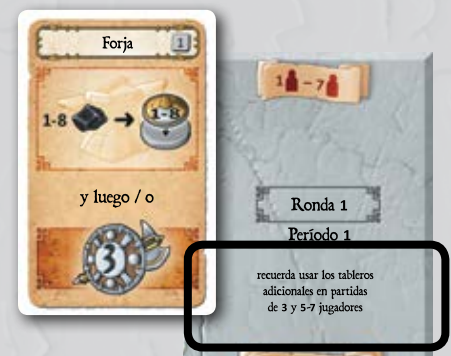 Forja 1
1-8 → 1-8
y luego / o
3
1 - 7
Ronda 1
Período 1
recuerda usar los tableros
adicionales en partidas
de 3 y 5-7 jugadores